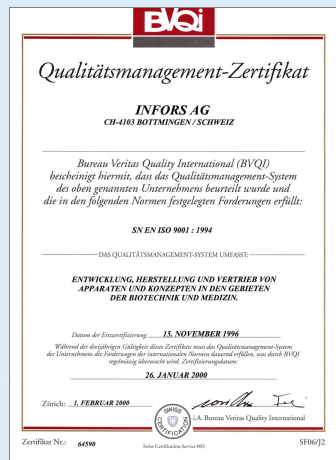 BVQi
Qualitätsmanagement-Zertifikat
INFORS AG
CH-4103 BOTTMINGEN / SCHWEIZ
Bureau Veritas Quality International (BVQI)
bescheinigt hiermit, dass das Qualitätsmanagement-System
des oben genannten Unternehmens beurteilt wurde und
die in den folgenden Normen festgelegten Forderungen erfüllt:
SN EN ISO 9001 : 1994
DAS QUALITÄTSMANAGEMENT-SYSTEM UMFASST:
ENTWICKLUNG, HERSTELLUNG UND VERTRIEB VON
APPARATEN UND KONZEPTEN IN DEN GEBIETEN
DER BIOTECHNIK UND MEDIZIN.
Datum der Erstzertifizierung: 15. NOVEMBER 1996
Während der dreijährigen Gültigkeit dieses Zertifikats muss das Qualitätsmanagement-System
des Unternehmens die Forderungen der internationalen Normen dauernd erfüllen, was durch BVQI
regelmässig überwacht wird. Zertifizierungsdatum:
26. JANUAR 2000
Zürich: 1. FEBRUAR 2000
i.A. Bureau Veritas Quality International
SWISS
CERTIFICATION
Zertifikat Nr.: 64590
Swiss Certification Service 003
SF06/J2